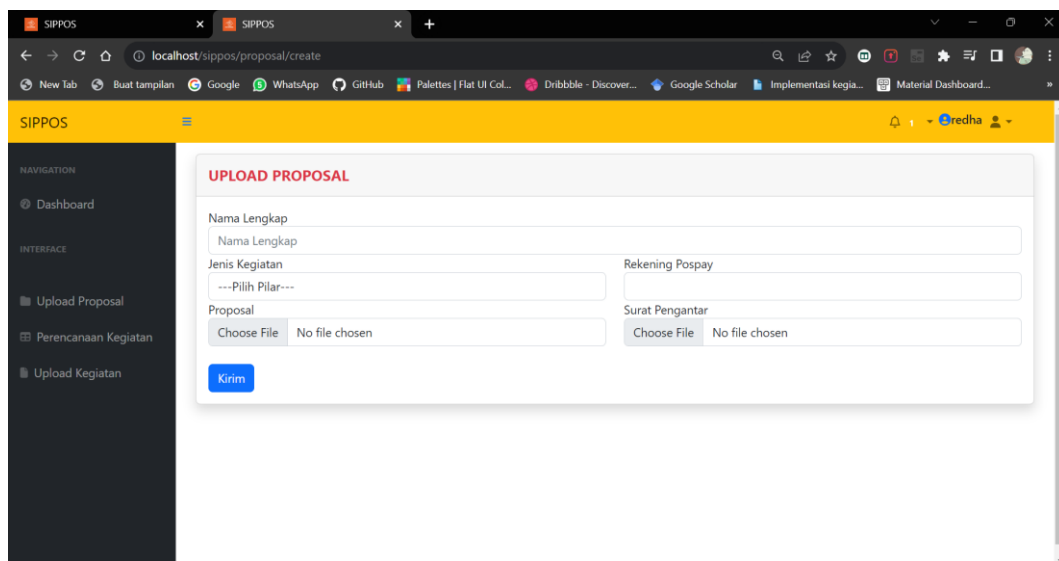 SIPPOS
SIPPOS
localhost/sippos/proposal/create
New Tab Buat tampilan Google WhatsApp GitHub Palettes | Flat UI Col... Dribbble - Discover... Google Scholar Implementasi kegia... Material Dashboard... »
SIPPOS
1 redha
NAVIGATION
Dashboard
INTERFACE
Upload Proposal
Perencanaan Kegiatan
Upload Kegiatan
UPLOAD PROPOSAL
Nama Lengkap
Nama Lengkap
Jenis Kegiatan Rekening Pospay
---Pilih Pilar---
Proposal Surat Pengantar
Choose File No file chosen Choose File No file chosen
Kirim